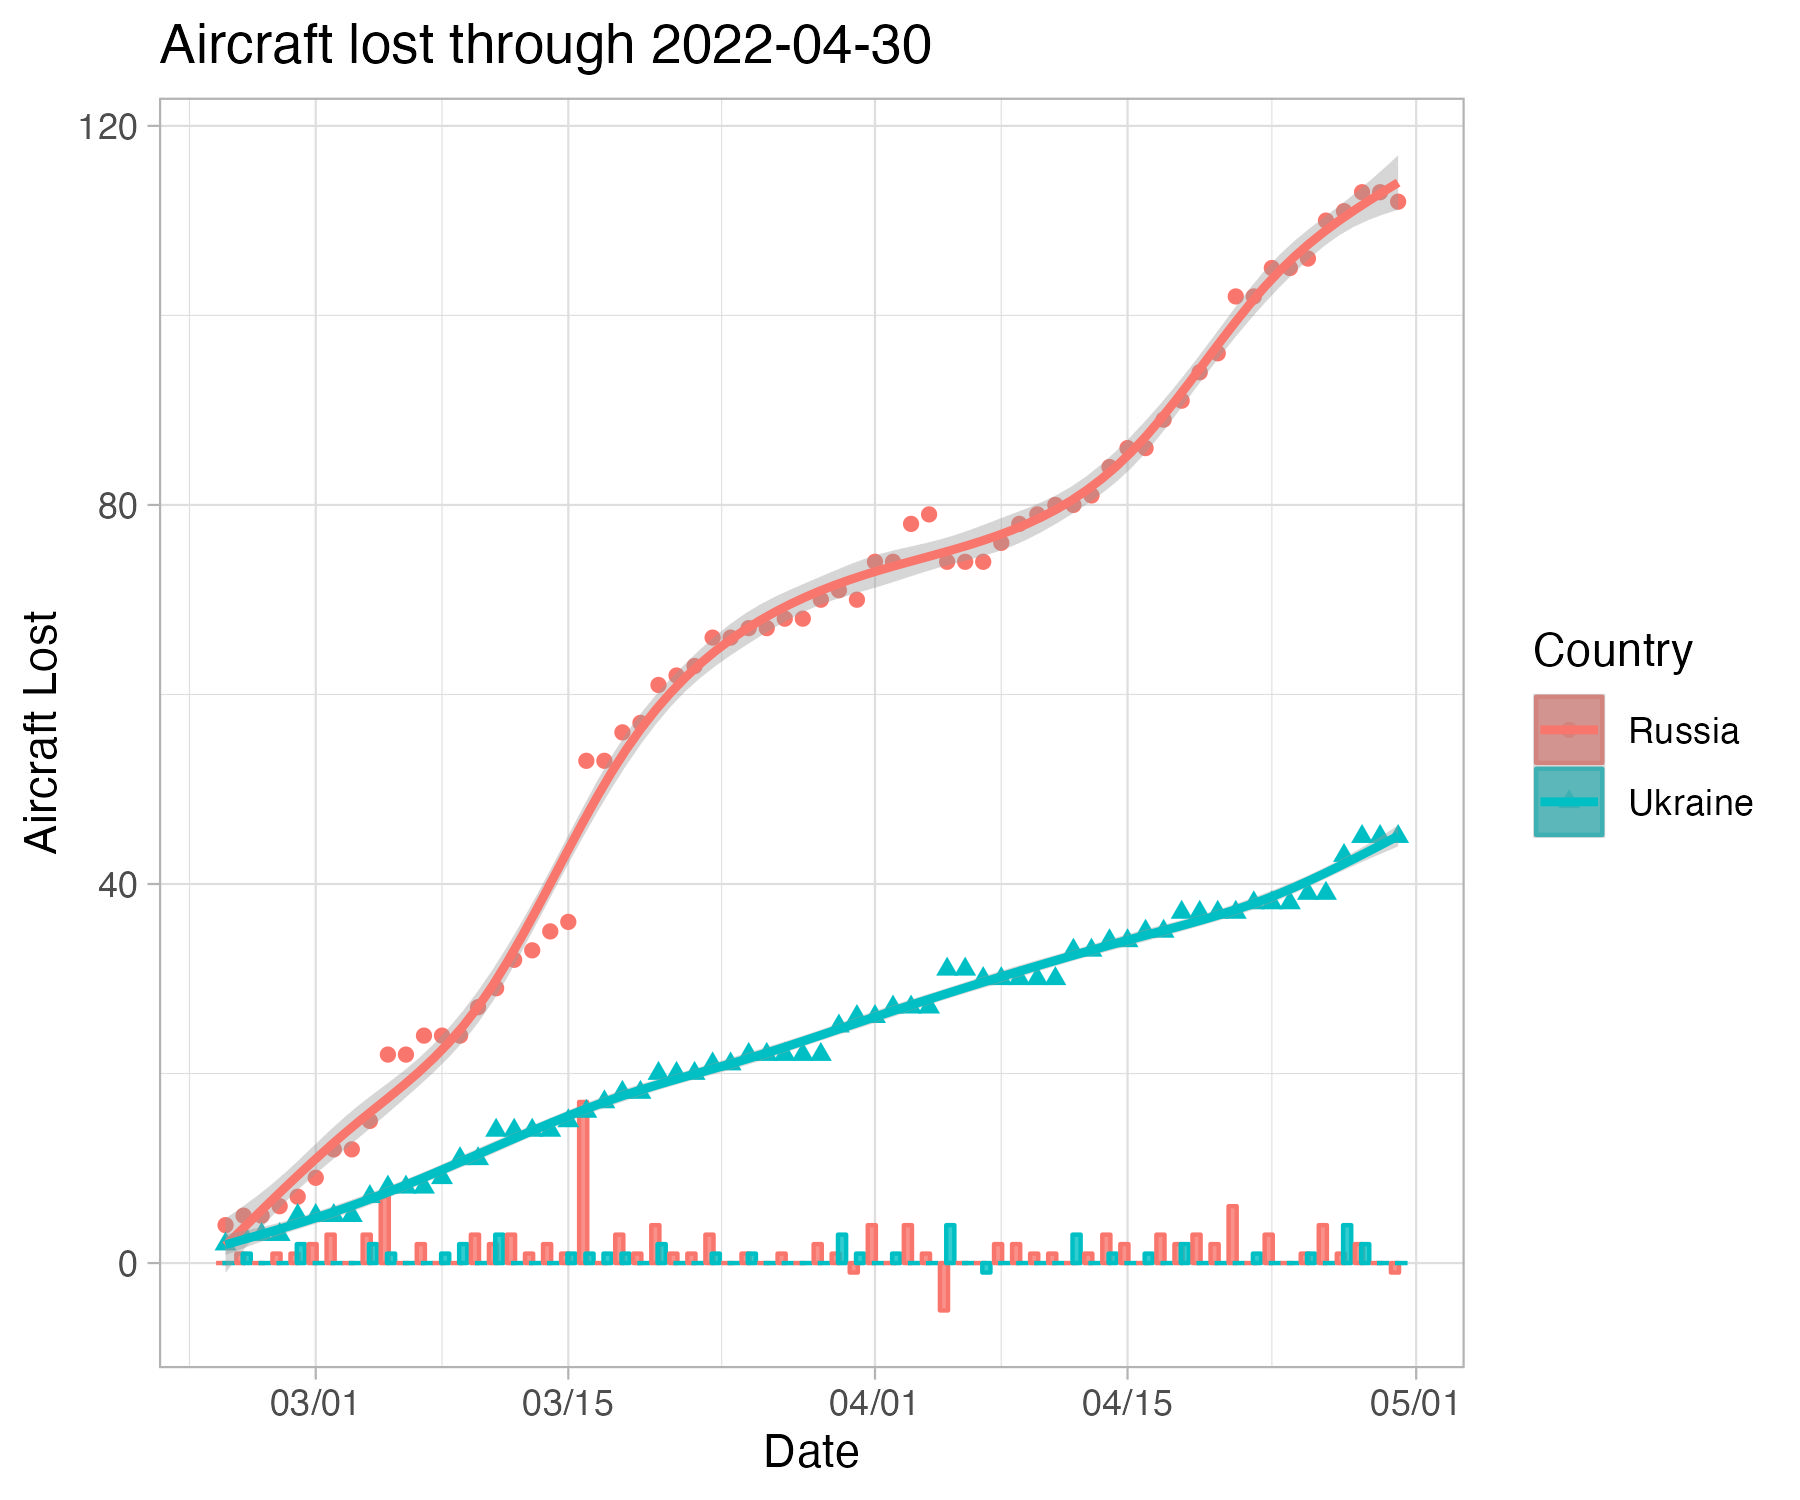 Aircraft lost through 2022-04-30
120
80
40
0
Aircraft Lost
03/01
03/15
04/01
04/15
05/01
Date
Country
Russia
Ukraine